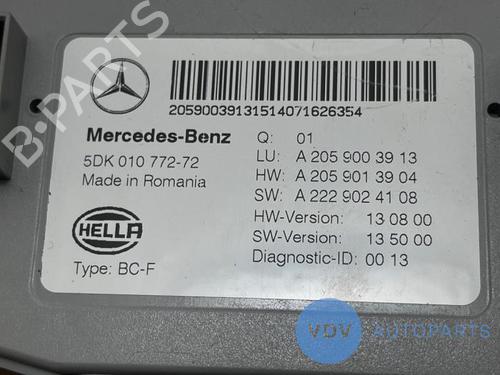 20590039131514071626354
Mercedes-Benz
5DK 010 772-72
Made in Romania
HELLA
Type: BC-F
Q: 01
LU: A 205 900 39 13
HW: A 205 901 39 04
SW: A 222 902 41 08
HW-Version: 13 08 00
SW-Version: 13 50 00
Diagnostic-ID: 00 13
B-PARTS
VDV AUTOPARTS